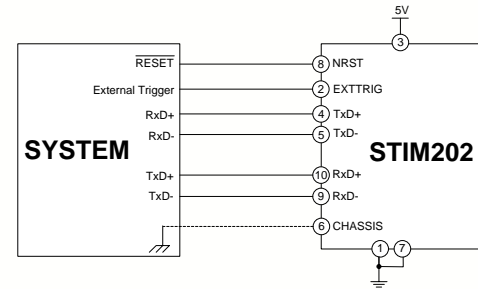 5V
3
RESET 8 NRST
External Trigger 2 EXTTRIG
RxD+ 4 TxD+
RxD- 5 TxD-
SYSTEM STIM202
TxD+ 10 RxD+
TxD- 9 RxD-
6 CHASSIS
1 7